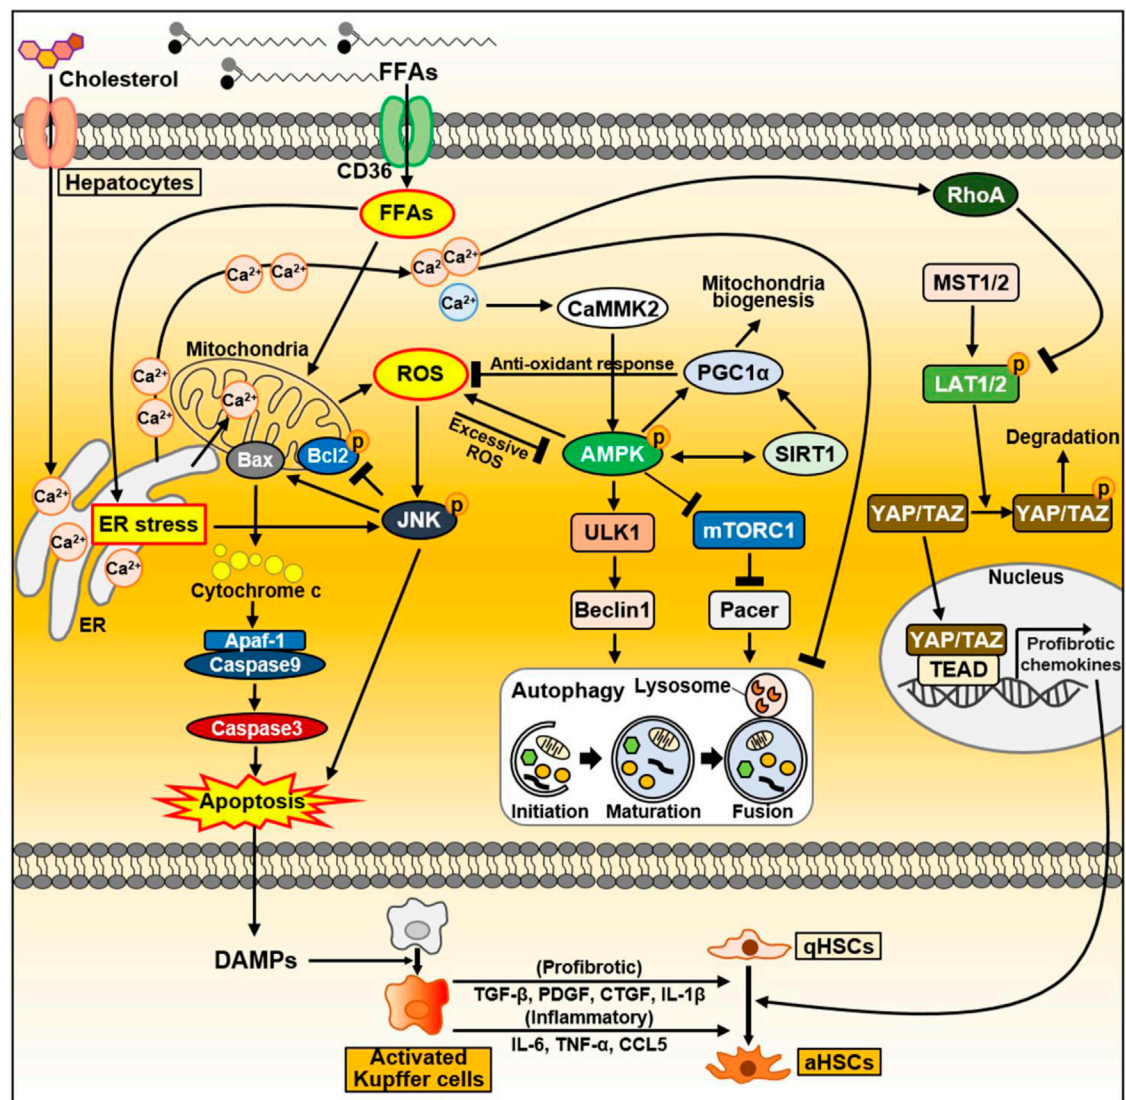 Cholesterol
FFAs
CD36
Hepatocytes
FFAs
RhoA
Ca2+
Ca2+
Ca2
Ca2+
Ca2+
CaMMK2
Mitochondria
biogenesis
MST1/2
Mitochondria
Ca2+
Ca2+
Ca2+
ROS
Anti-oxidant response
PGC1α
LAT1/2
p
Excessive
ROS
AMPK
p
SIRT1
Degradation
Bax
Bcl2
p
Ca2+
ER stress
JNK
p
ULK1
mTORC1
YAP/TAZ
YAP/TAZ
p
Ca2+
Ca2+
ER
Cytochrome c
Beclin1
Pacer
Nucleus
Apaf-1
Caspase9
YAP/TAZ
TEAD
Profibrotic
chemokines
Caspase3
Autophagy
Lysosome
Apoptosis
Initiation
Maturation
Fusion
DAMPs
(Profibrotic)
TGF-β, PDGF, CTGF, IL-1β
(Inflammatory)
IL-6, TNF-α, CCL5
qHSCs
aHSCs
Activated
Kupffer cells